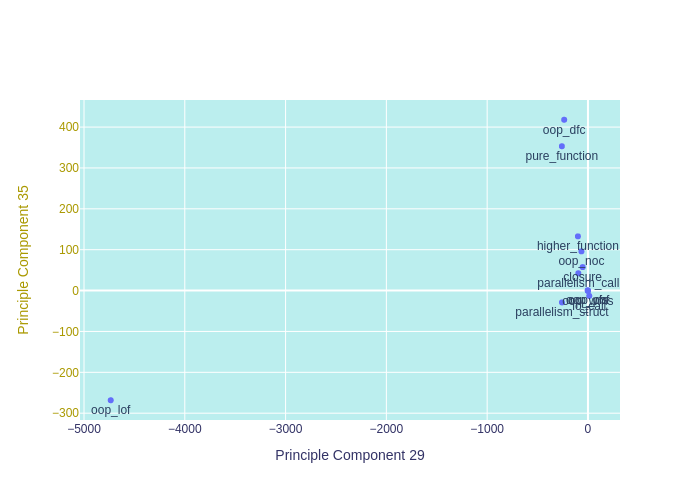 400
oop_dfc
300
pure_function
200
higher_function
100
oop_noc
closure
parallelism_call
0
parallelism_struct
−100
−200
−300
oop_lof
−5000
−4000
−3000
−2000
−1000
0
Principle Component 29
Principle Component 35